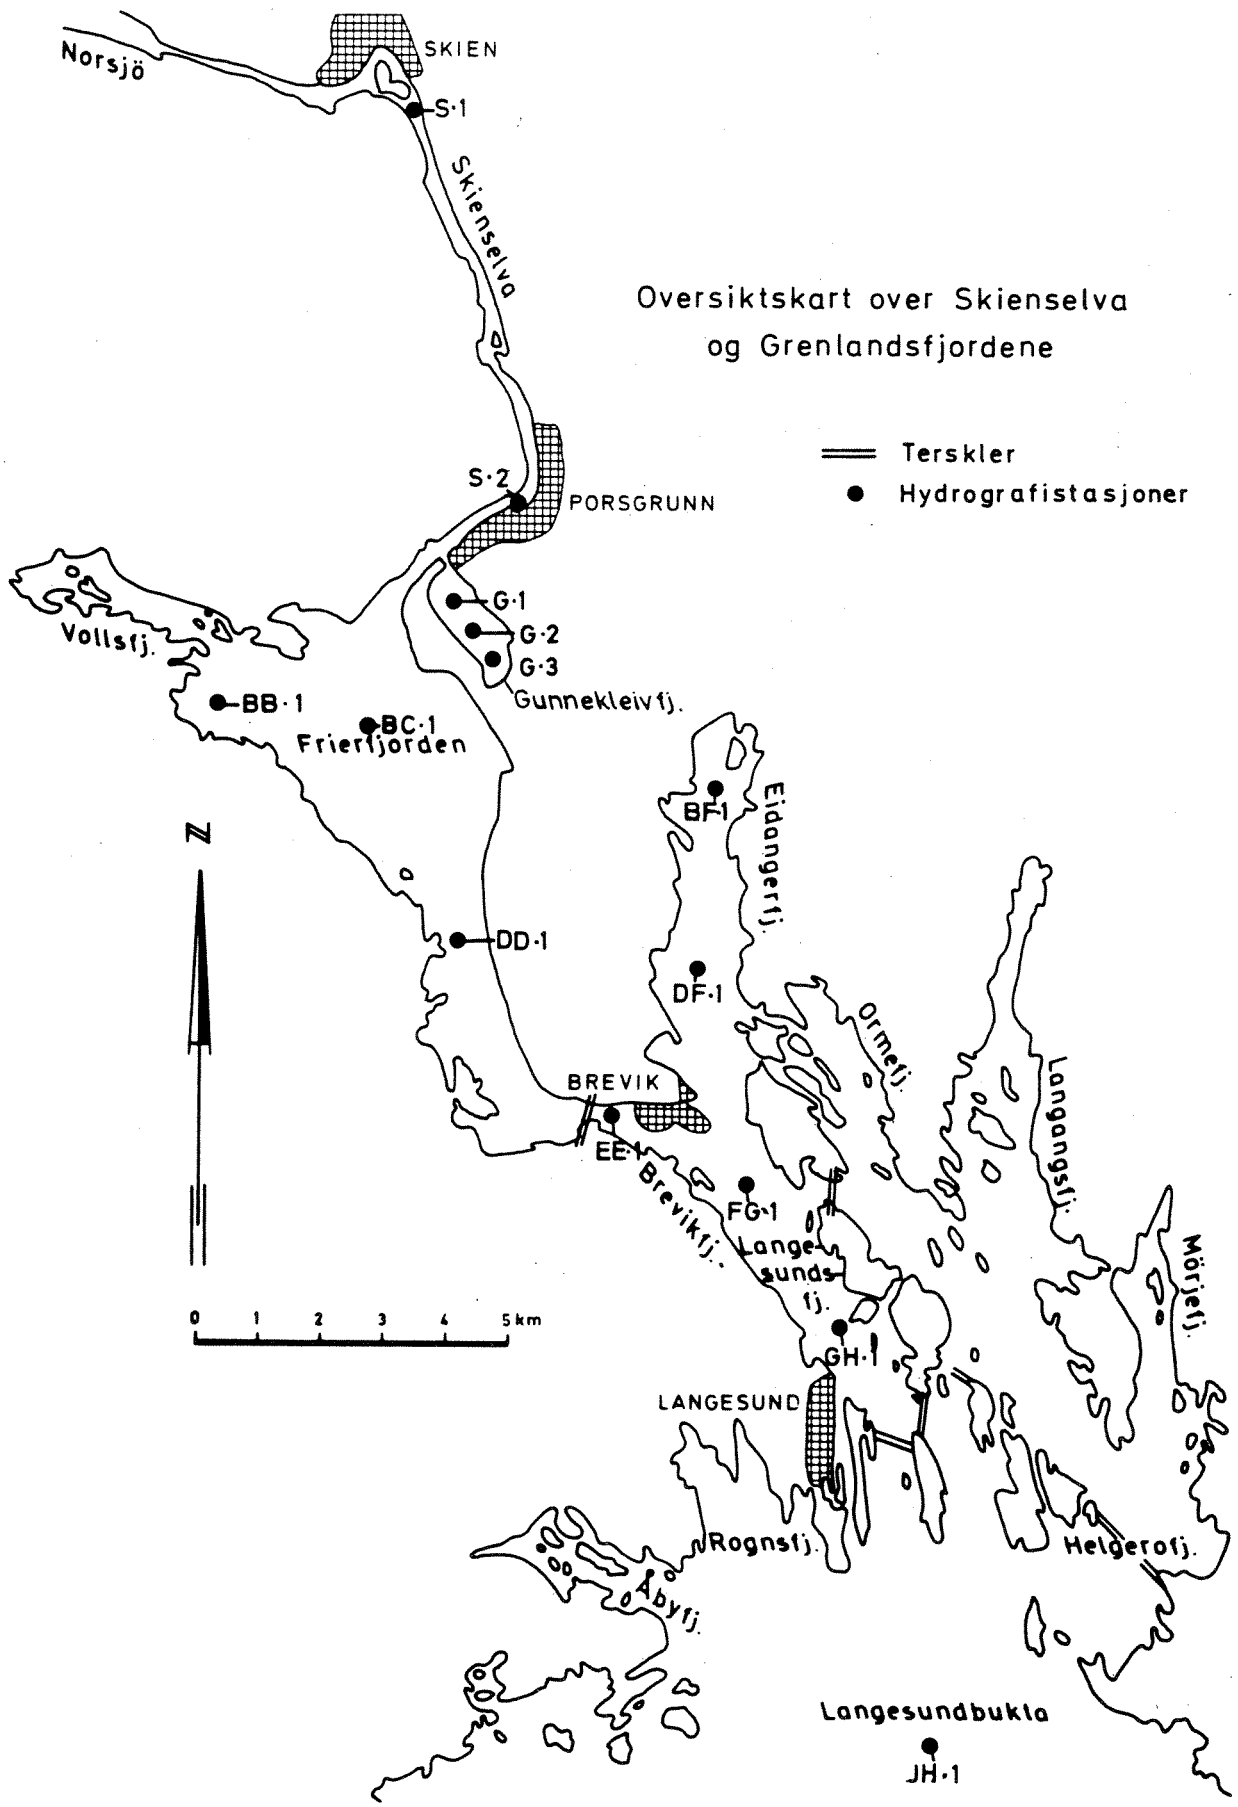 Norsjö
SKIEN
S·1
Skienselva
Oversiktskart over Skienselva
og Grenlandsfjordene
Terskler
Hydrografistasjoner
S·2
PORSGRUNN
G·1
G·2
G·3
Gunnekleivfj.
Vollsfj.
BB·1
BC·1
Frierfjorden
BF·1
Eidangerfj.
N
DD·1
DF·1
Ormefj.
Langangsfj.
BREVIK
EE·1
Brevikfj.
FG·1
Lange-
sunds
fj.
Mörjefj.
0 1 2 3 4 5 km
GH·1
LANGESUND
Rognsfj.
Helgerofj.
Åbyfj.
Langesundbukta
JH·1